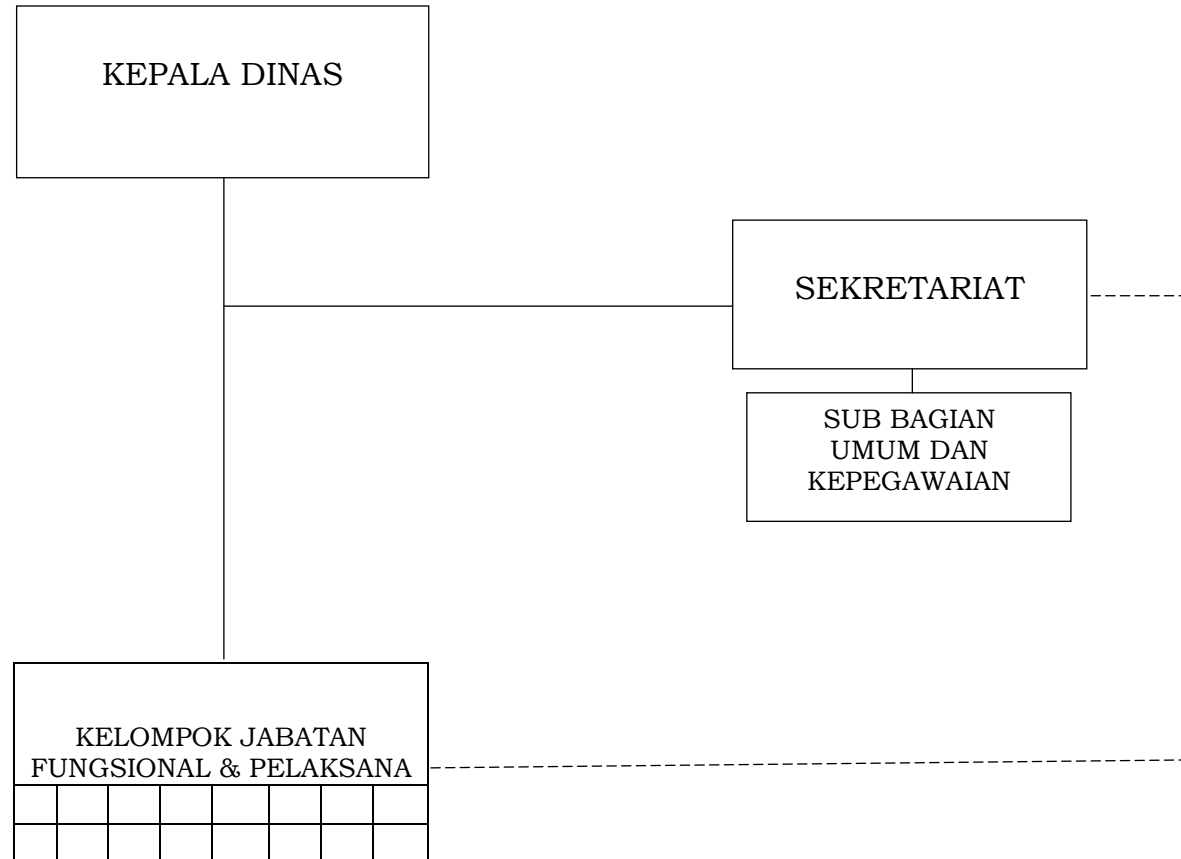 KEPALA DINAS
SEKRETARIAT
SUB BAGIAN
UMUM DAN
KEPEGAWAIAN
KELOMPOK JABATAN
FUNGSIONAL & PELAKSANA